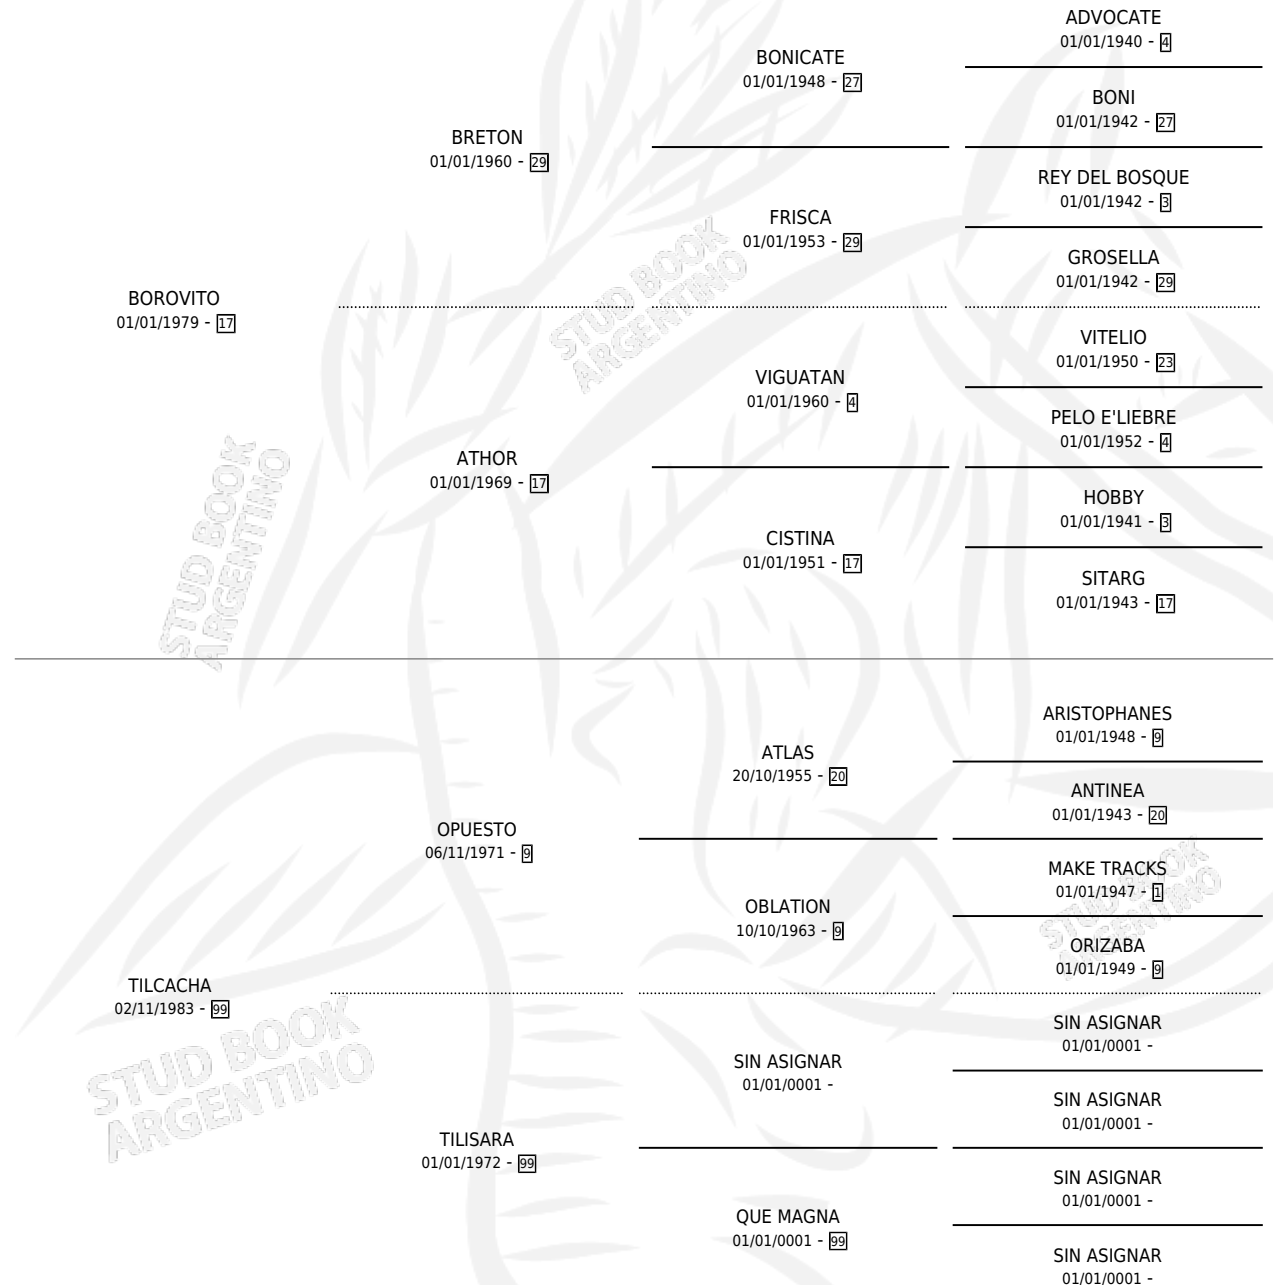 ADVOCATE
01/01/1940 - 4
BONICATE
01/01/1948 - 27
BONI
01/01/1942 - 27
BRETON
01/01/1960 - 29
REY DEL BOSQUE
01/01/1942 - 3
FRISCA
01/01/1953 - 29
GROSELLA
01/01/1942 - 29
BOROVITO
01/01/1979 - 17
VITELIO
01/01/1950 - 23
VIGUATAN
01/01/1960 - 4
PELO E'LIEBRE
01/01/1952 - 4
ATHOR
01/01/1969 - 17
HOBBY
01/01/1941 - 3
CISTINA
01/01/1951 - 17
SITARG
01/01/1943 - 17
ARISTOPHANES
01/01/1948 - 9
ATLAS
20/10/1955 - 20
ANTINEA
01/01/1943 - 20
OPUESTO
06/11/1971 - 9
MAKE TRACKS
01/01/1947 - 1
OBLATION
10/10/1963 - 9
ORIZABA
01/01/1949 - 9
TILCACHA
02/11/1983 - 99
SIN ASIGNAR
01/01/0001 -
SIN ASIGNAR
01/01/0001 -
SIN ASIGNAR
01/01/0001 -
TILISARA
01/01/1972 - 99
SIN ASIGNAR
01/01/0001 -
QUE MAGNA
01/01/0001 - 99
SIN ASIGNAR
01/01/0001 -
STUD BOOK
ARGENTINO
STUD BOOK
ARGENTINO
STUD BOOK
ARGENTINO
STUD BOOK
ARGENTINO